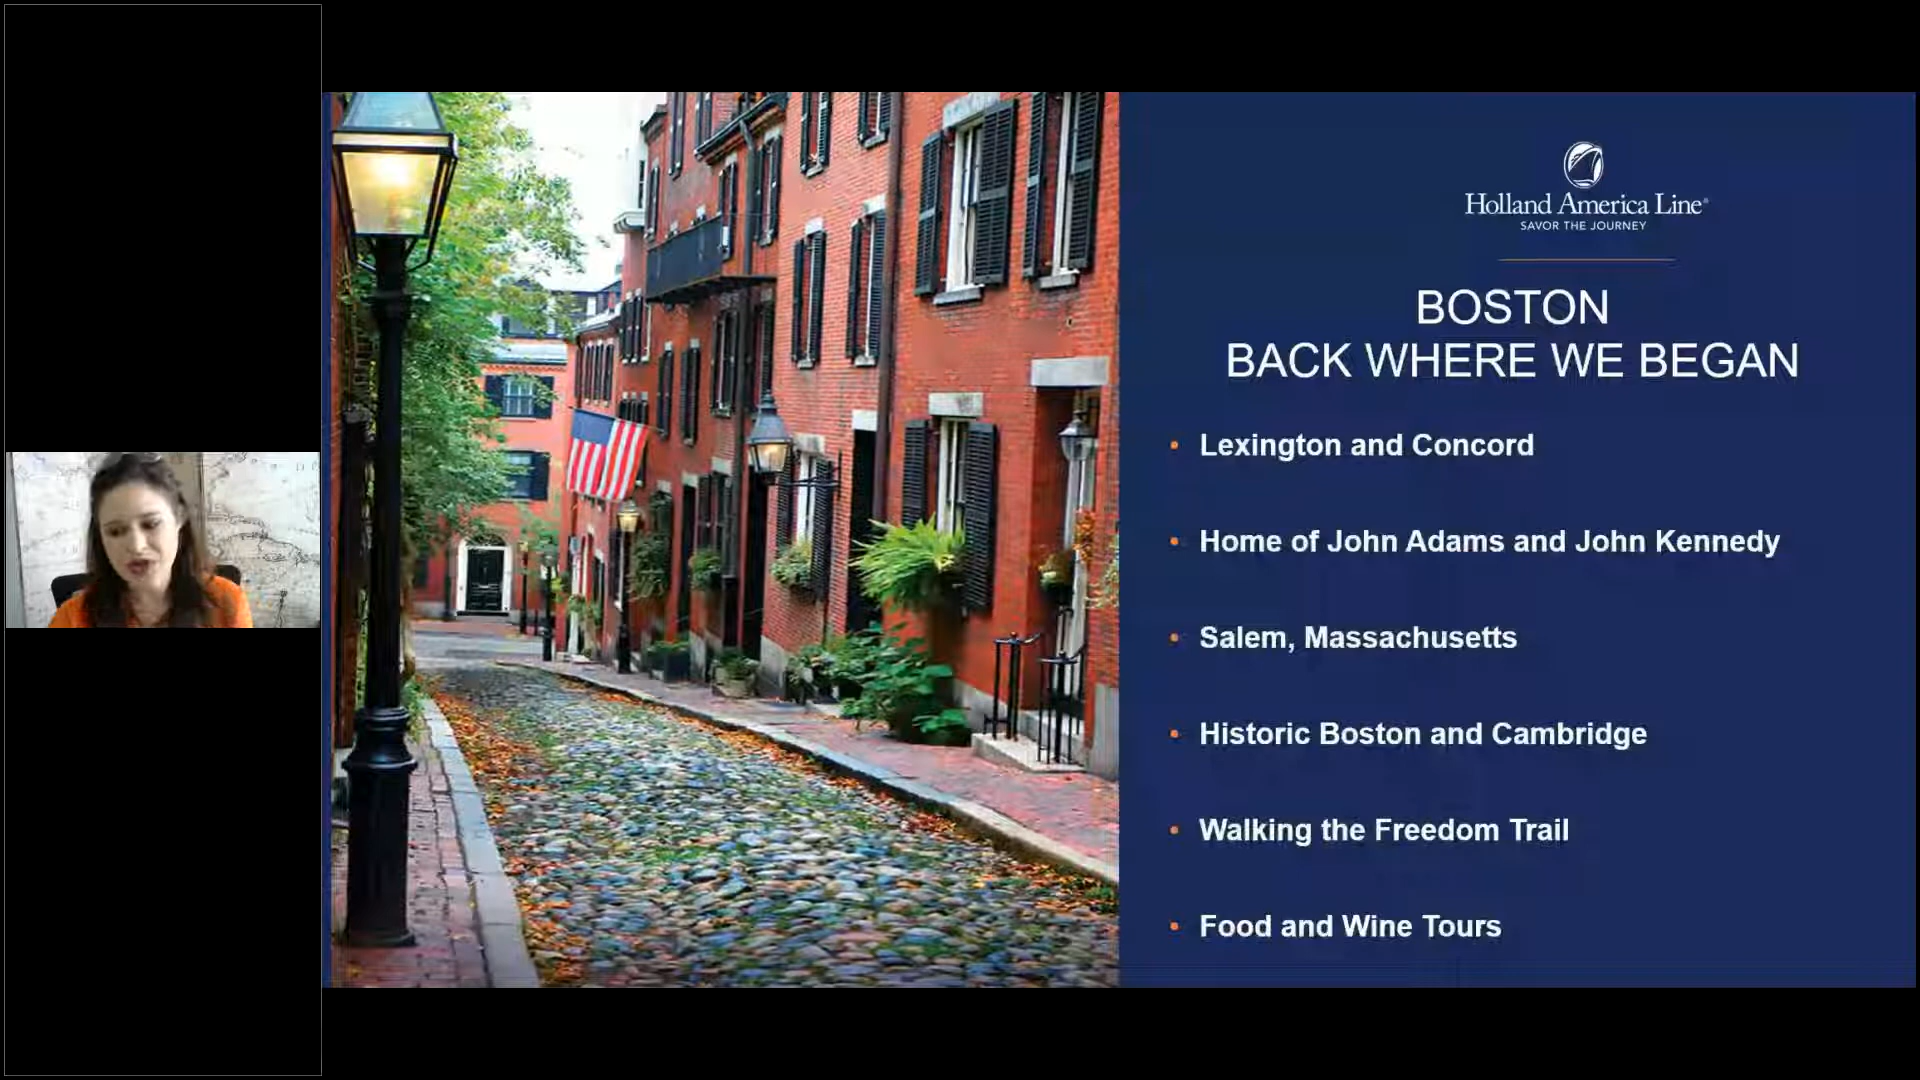 Holland America Line®
SAVOR THE JOURNEY
BOSTON
BACK WHERE WE BEGAN
• Lexington and Concord
• Home of John Adams and John Kennedy
• Salem, Massachusetts
• Historic Boston and Cambridge
• Walking the Freedom Trail
• Food and Wine Tours